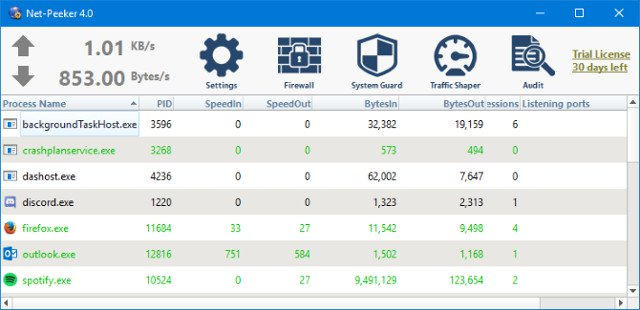 Net-Peeker 4.0
1.01 KB/s
853.00 Bytes/s
Settings
Firewall
System Guard
Traffic Shaper
Audit
Trial License
30 days left
Process Name PID SpeedIn SpeedOut BytesIn BytesOut essions Listening ports
backgroundTaskHost.exe 3596 0 0 32,382 19,159 6
crashplanservice.exe 3268 0 0 573 494 0
dashost.exe 4236 0 0 62,002 7,647 0
discord.exe 1220 0 0 1,323 2,313 1
firefox.exe 11684 33 27 11,542 9,498 4
outlook.exe 12816 751 584 1,502 1,168 1
spotify.exe 10524 0 27 9,491,129 123,654 2